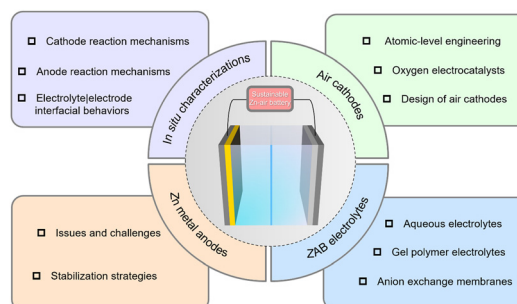 Cathode reaction mechanisms
Anode reaction mechanisms
Electrolyte|electrode
interfacial behaviors
In situ characterizations
Air cathodes
Atomic-level engineering
Oxygen electrocatalysts
Design of air cathodes
Sustainable
Zn-air battery
Issues and challenges
Stabilization strategies
Zn metal anodes
ZAB electrolytes
Aqueous electrolytes
Gel polymer electrolytes
Anion exchange membranes